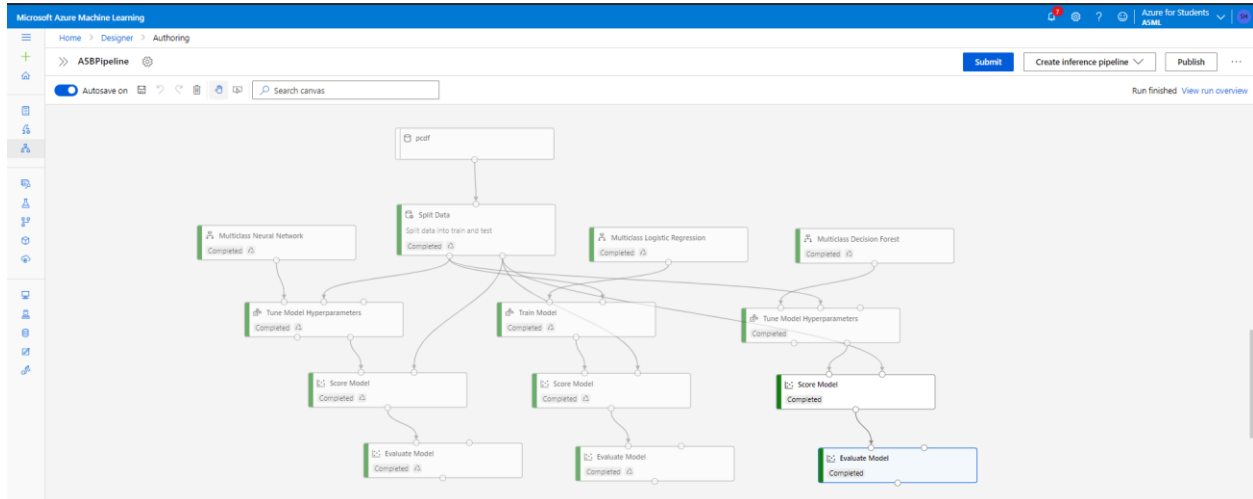 Microsoft Azure Machine Learning
7
Azure for Students
A5ML
Home > Designer > Authoring
A5BPipeline
Submit
Create inference pipeline
Publish
Autosave on
Search canvas
Run finished View run overview
pcdf
Split Data
Split data into train and test
Completed
Multiclass Neural Network
Completed
Multiclass Logistic Regression
Completed
Multiclass Decision Forest
Completed
Tune Model Hyperparameters
Completed
Train Model
Completed
Tune Model Hyperparameters
Completed
Score Model
Completed
Score Model
Completed
Score Model
Completed
Evaluate Model
Completed
Evaluate Model
Completed
Evaluate Model
Completed